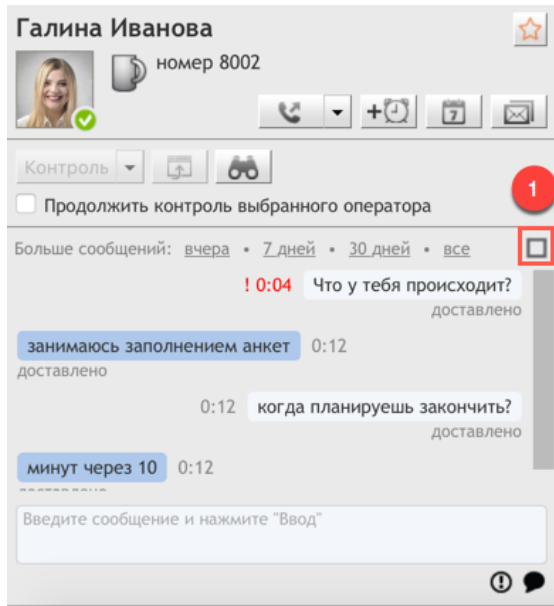 Галина Иванова
номер 8002
7
Контроль
Продолжить контроль выбранного оператора
1
Больше сообщений: вчера • 7 дней • 30 дней • все
! 0:04 Что у тебя происходит?
доставлено
занимаюсь заполнением анкет 0:12
доставлено
0:12 когда планируешь закончить?
доставлено
минут через 10 0:12
Введите сообщение и нажмите "Ввод"